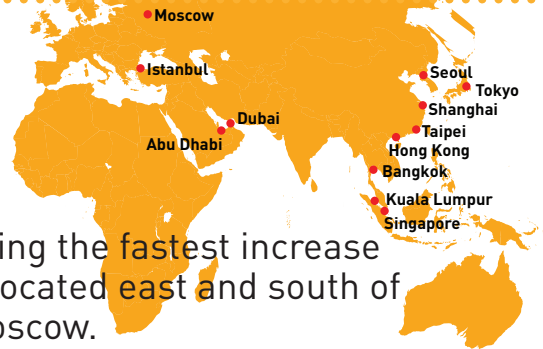 Moscow
Istanbul
Seoul
Tokyo
Shanghai
Dubai
Taipei
Abu Dhabi
Hong Kong
Bangkok
Kuala Lumpur
Singapore
ing the fastest increase
ocated east and south of
oscow.